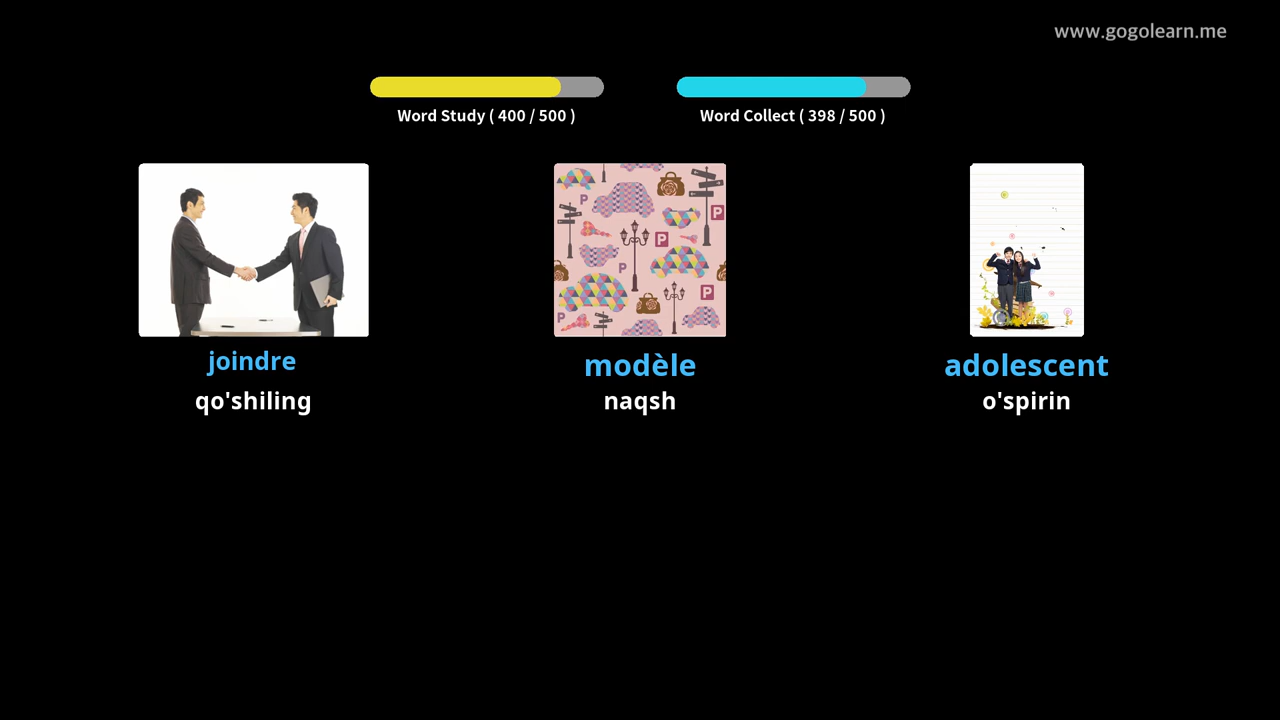 www.gogolearn.me
Word Study ( 400 / 500 )
Word Collect ( 398 / 500 )
P
P
P
P
P
P
joindre
modèle
adolescent
qo'shiling
naqsh
o'spirin